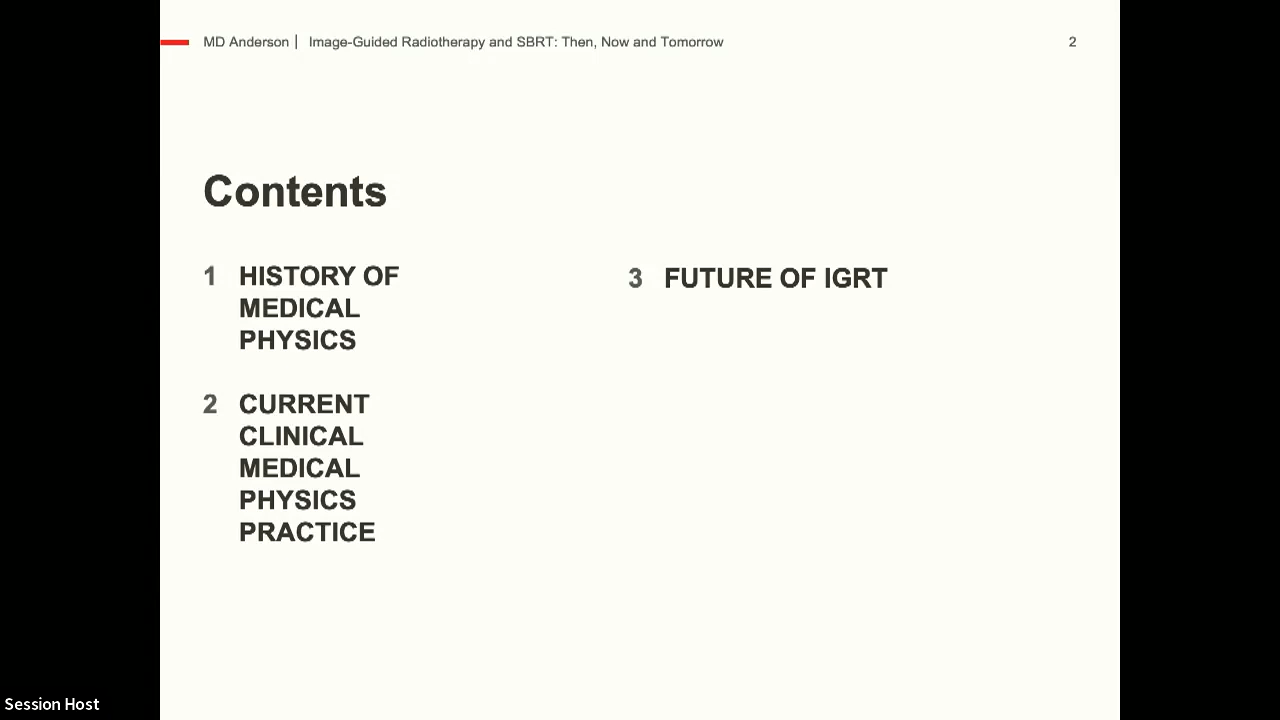 MD Anderson | Image-Guided Radiotherapy and SBRT: Then, Now and Tomorrow 2
Contents
1 HISTORY OF
MEDICAL
PHYSICS
2 CURRENT
CLINICAL
MEDICAL
PHYSICS
PRACTICE
3 FUTURE OF IGRT
Session Host